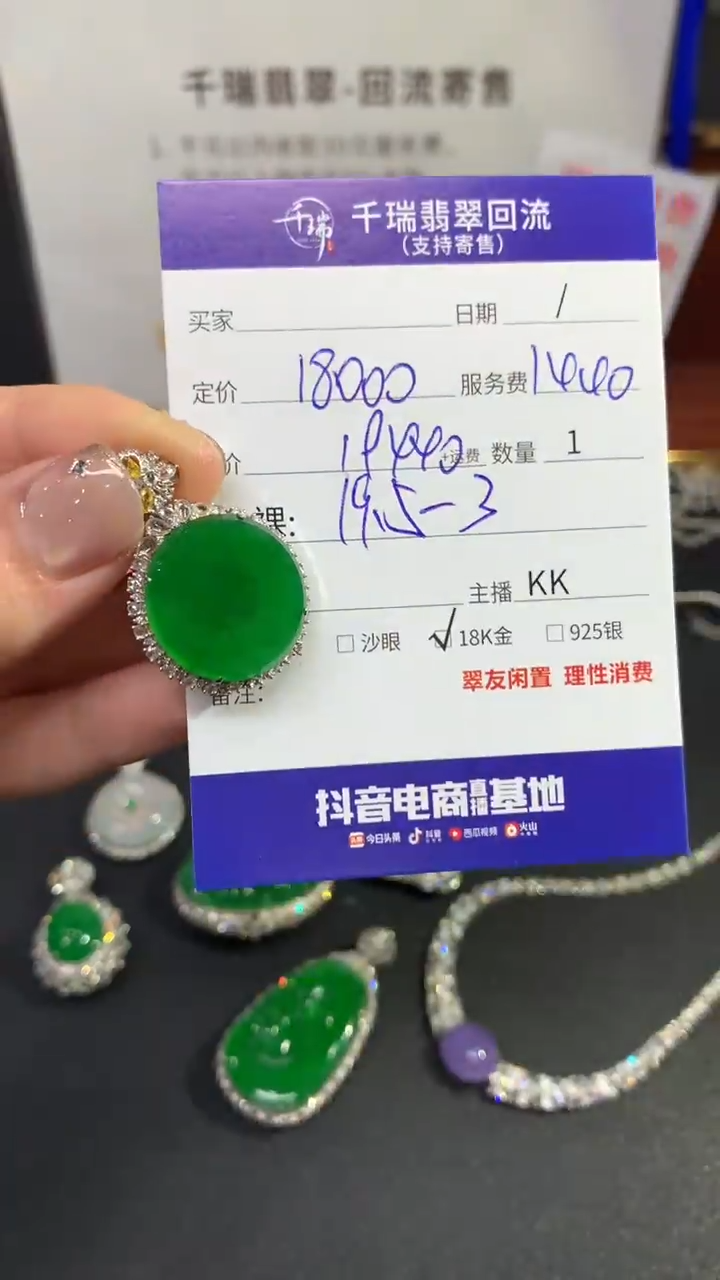 千瑞翡翠-回流寄售
千瑞
千瑞翡翠回流
(支持寄售)
买家 日期 /
定价 18000 服务费 1440
价 19440 +运费 数量 1
裸: 19.5-3
主播 KK
沙眼 √ 18K金 925银
翠友闲置 理性消费
备注:
抖音电商直播基地
头条 今日头条 抖音 西瓜视频 火山